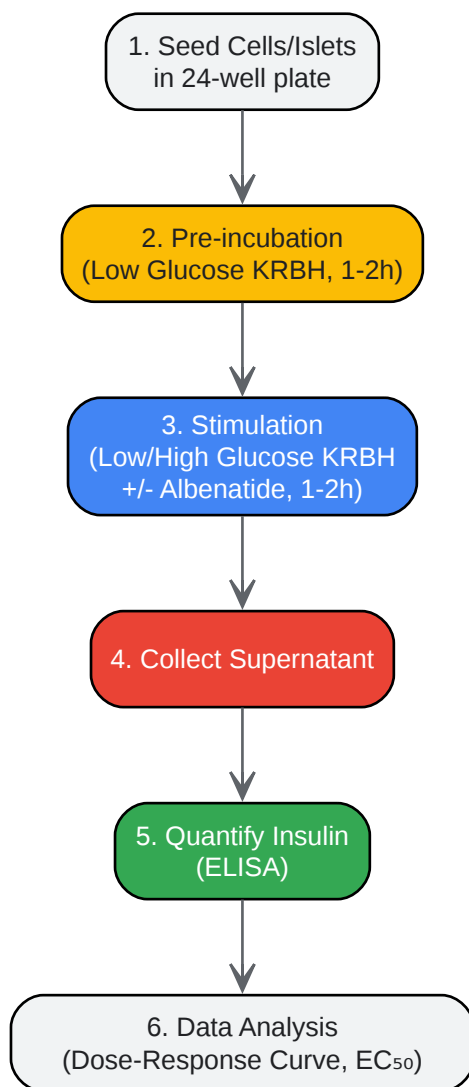 1. Seed Cells/Islets
in 24-well plate
2. Pre-incubation
(Low Glucose KRBH, 1-2h)
3. Stimulation
(Low/High Glucose KRBH
+/- Albenatide, 1-2h)
4. Collect Supernatant
5. Quantify Insulin
(ELISA)
6. Data Analysis
(Dose-Response Curve, EC₅₀)